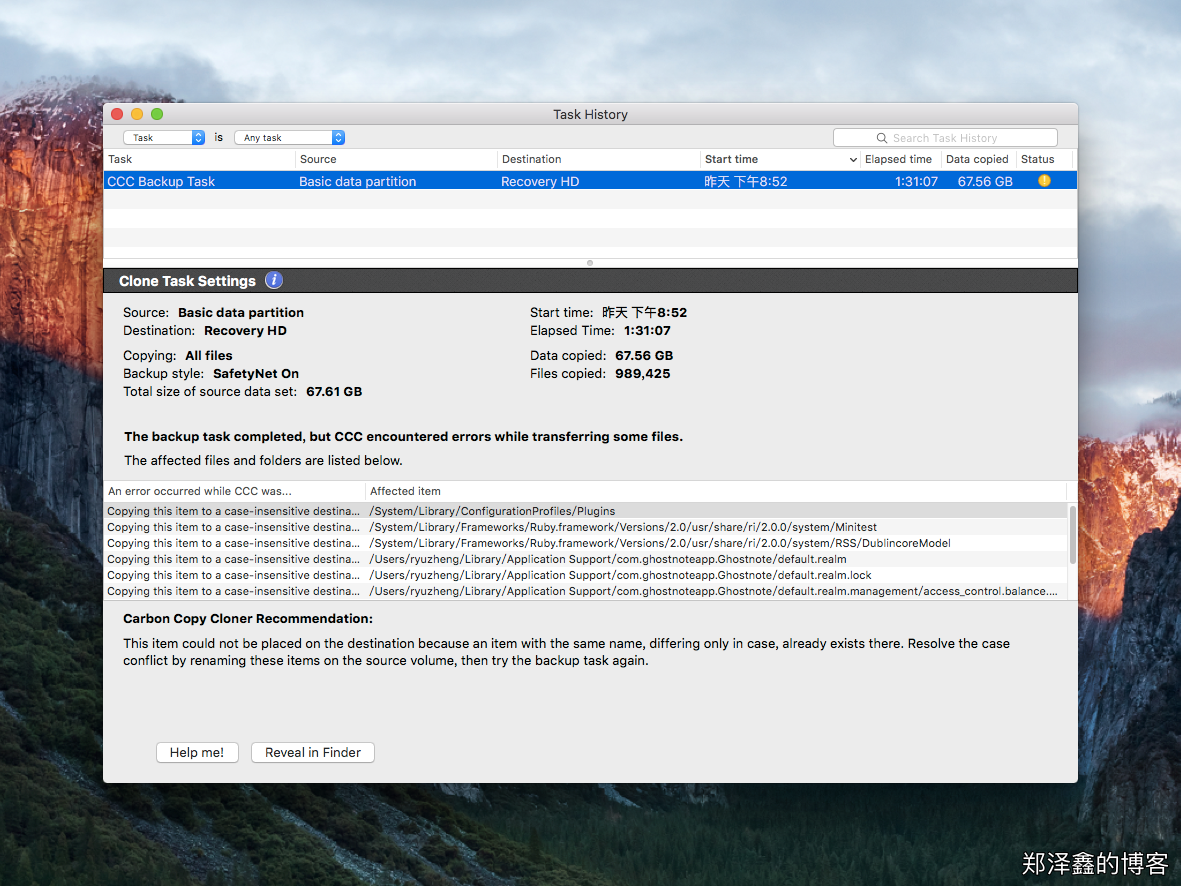 Task History
Task is Any task Search Task History
Task Source Destination Start time Elapsed time Data copied Status
CCC Backup Task Basic data partition Recovery HD 昨天 下午8:52 1:31:07 67.56 GB
Clone Task Settings
Source: Basic data partition Start time: 昨天 下午8:52
Destination: Recovery HD Elapsed Time: 1:31:07
Copying: All files Data copied: 67.56 GB
Backup style: SafetyNet On Files copied: 989,425
Total size of source data set: 67.61 GB
The backup task completed, but CCC encountered errors while transferring some files.
The affected files and folders are listed below.
An error occurred while CCC was... Affected item
Copying this item to a case-insensitive destina... /System/Library/ConfigurationProfiles/Plugins
Copying this item to a case-insensitive destina... /System/Library/Frameworks/Ruby.framework/Versions/2.0/usr/share/ri/2.0.0/system/Minitest
Copying this item to a case-insensitive destina... /System/Library/Frameworks/Ruby.framework/Versions/2.0/usr/share/ri/2.0.0/system/RSS/DublincoreModel
Copying this item to a case-insensitive destina... /Users/ryuzheng/Library/Application Support/com.ghostnoteapp.Ghostnote/default.realm
Copying this item to a case-insensitive destina... /Users/ryuzheng/Library/Application Support/com.ghostnoteapp.Ghostnote/default.realm.lock
Copying this item to a case-insensitive destina... /Users/ryuzheng/Library/Application Support/com.ghostnoteapp.Ghostnote/default.realm.management/access_control.balance....
Carbon Copy Cloner Recommendation:
This item could not be placed on the destination because an item with the same name, differing only in case, already exists there. Resolve the case
conflict by renaming these items on the source volume, then try the backup task again.
Help me! Reveal in Finder
郑泽鑫的博客